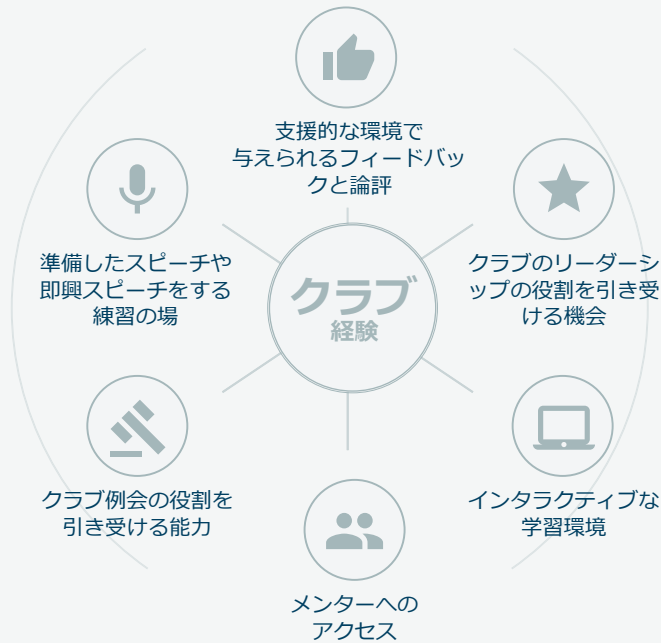 支援的な環境で
与えられるフィードバッ
クと論評
準備したスピーチや
即興スピーチをする
練習の場
クラブ
経験
クラブのリーダーシ
ップの役割を引き受
ける機会
クラブ例会の役割を
引き受ける能力
インタラクティブな
学習環境
メンターへの
アクセス